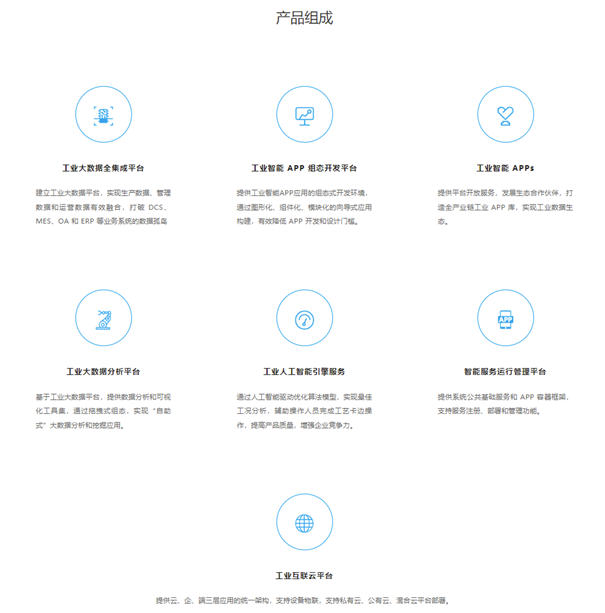 产品组成
工业大数据全集成平台
建立工业大数据平台，实现生产数据、管理
数据和运营数据有效融合，打破 DCS、
MES、OA 和 ERP 等业务系统的数据孤岛
工业智能 APP 组态开发平台
提供工业智能APP应用的组态式开发环境，
通过图形化、组件化、模块化的向导式应用
构建，有效降低 APP 开发和设计门槛。
工业智能 APPs
提供平台开放服务，发展生态合作伙伴，打
造全产业链工业 APP 库，实现工业数据生
态。
工业大数据分析平台
基于工业大数据平台，提供数据分析和可视
化工具集，通过拖拽式组态，实现“自助
式”大数据分析和挖掘应用。
工业人工智能引擎服务
通过人工智能驱动优化算法模型，实现最佳
工况分析，辅助操作人员完成工艺卡边操
作，提高产品质量，增强企业竞争力。
APP
智能服务运行管理平台
提供系统公共基础服务和 APP 容器框架，
支持服务注册、部署和管理功能。
工业互联云平台
提供云、企、端三层应用的统一架构，支持设备物联，支持私有云、公有云、混合云平台部署。